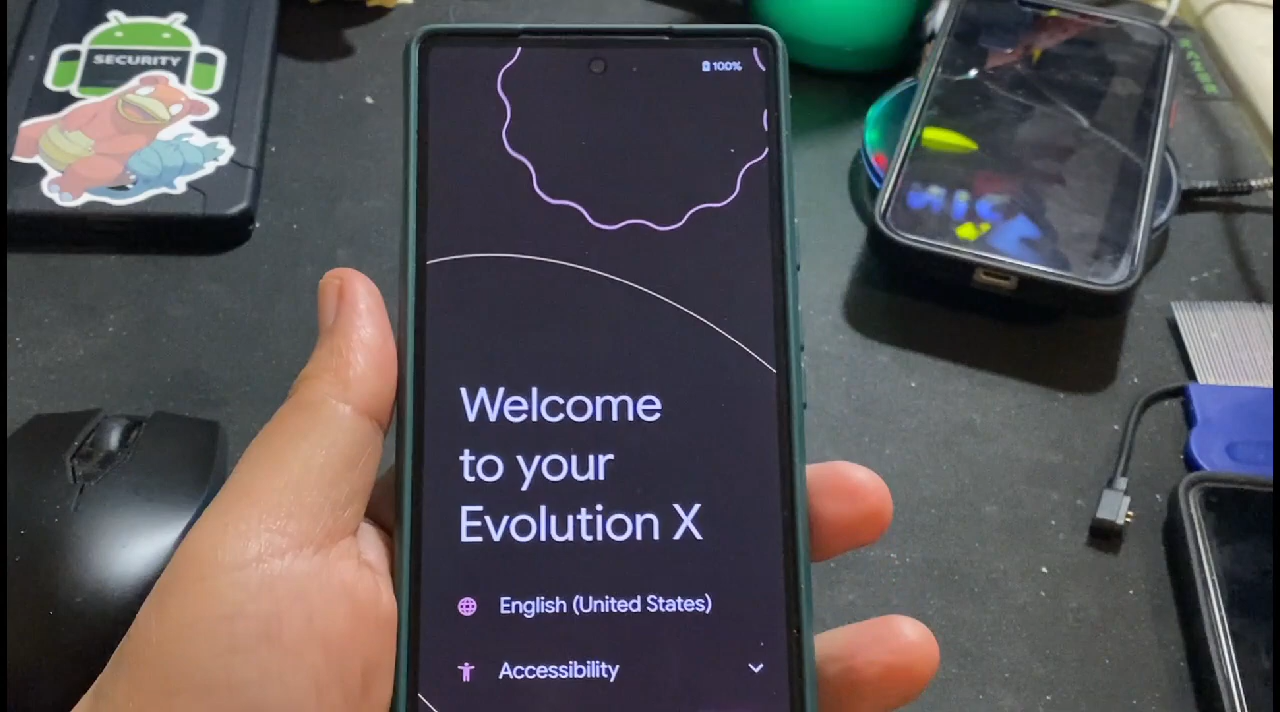 SECURITY
100%
Welcome
to your
Evolution X
English (United States)
Accessibility